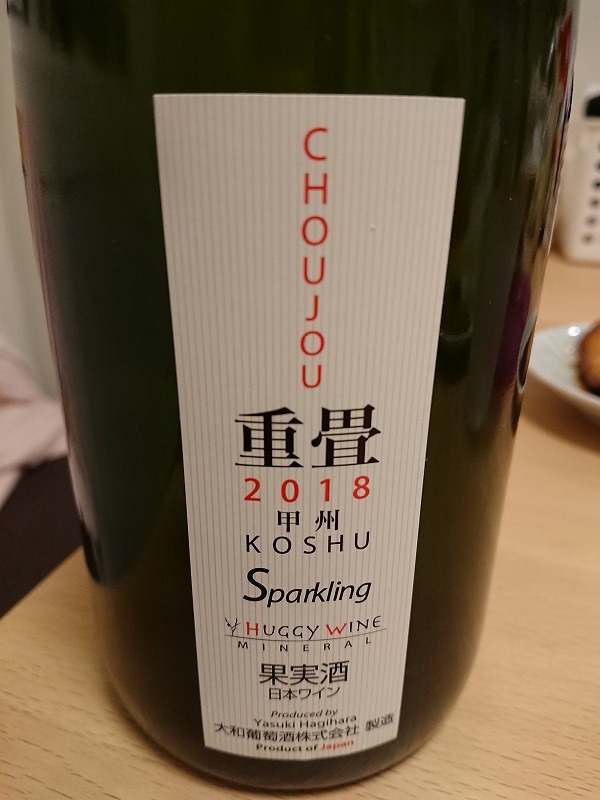 CHOUJOU
重畳
2018
甲州
KOSHU
Sparkling
HUGGY WINE
MINERAL
果実酒
日本ワイン
Produced by
Yasuki Hagihara
大和葡萄酒株式会社 製造
Product of Japan